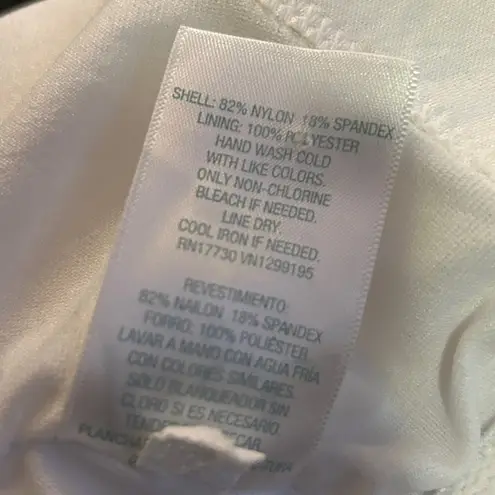 SHELL: 82% NYLON 18% SPANDEX
LINING: 100% POLYESTER
HAND WASH COLD
WITH LIKE COLORS.
ONLY NON-CHLORINE
BLEACH IF NEEDED.
LINE DRY.
COOL IRON IF NEEDED.
RN17730 VN1299195
REVESTIMIENTO:
82% NAILON 18% SPANDEX
FORRO: 100% POLIÉSTER
LAVAR A MANO CON AGUA FRÍA
CON COLORES SIMILARES.
SÓLO BLANQUEADOR SIN
CLORO SI ES NECESARIO.